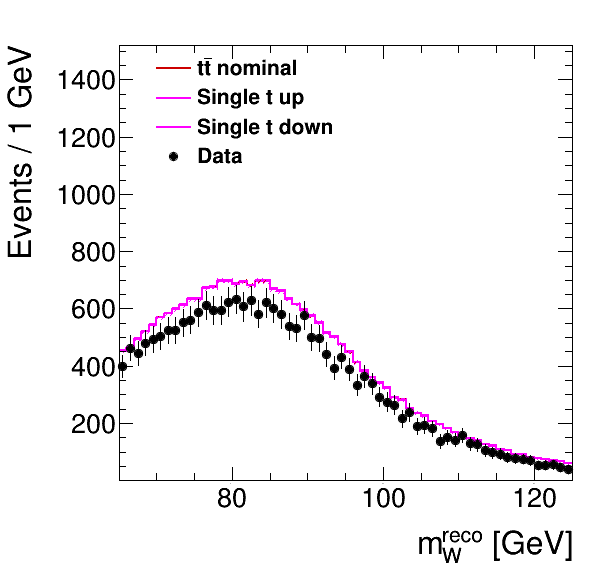 Events / 1 GeV
1400
1200
1000
800
600
400
200
tt̄ nominal
Single t up
Single t down
Data
80 100 120
m_W^reco [GeV]